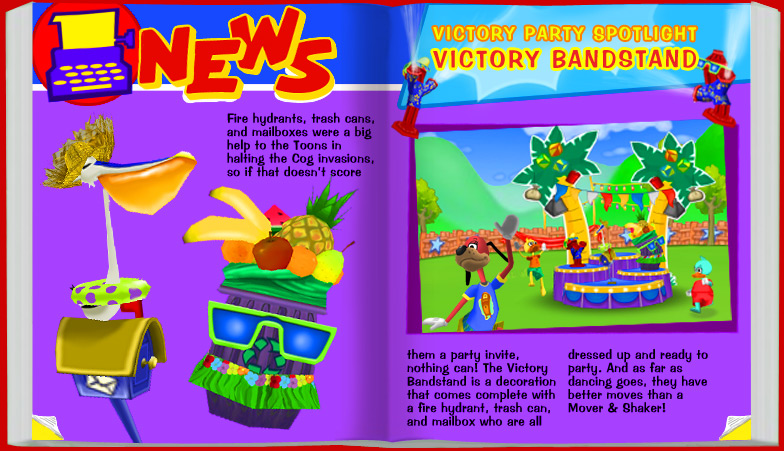 NEWS
Fire hydrants, trash cans,
and mailboxes were a big
help to the Toons in
halting the Cog invasions,
so if that doesn't score
VICTORY PARTY SPOTLIGHT
VICTORY BANDSTAND
them a party invite,
nothing can! The Victory
Bandstand is a decoration
that comes complete with
a fire hydrant, trash can,
and mailbox who are all
dressed up and ready to
party. And as far as
dancing goes, they have
better moves than a
Mover & Shaker!